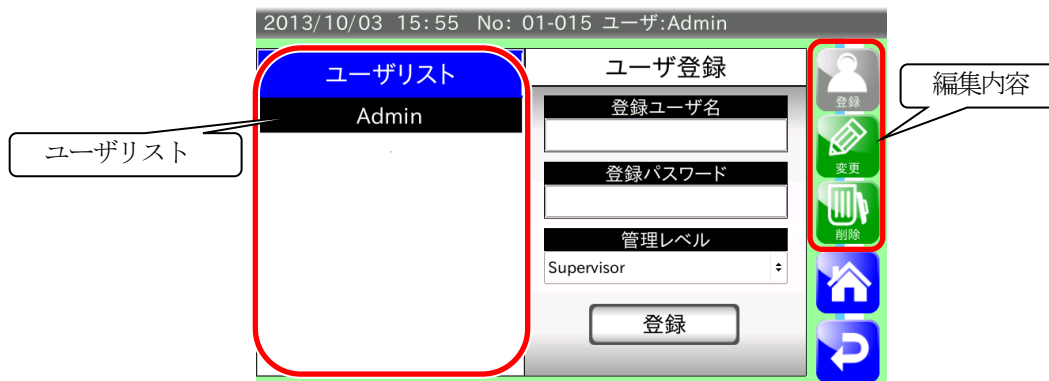 2013/10/03 15:55 No: 01-015 ユーザ:Admin
ユーザリスト
Admin
ユーザリスト
ユーザ登録
登録ユーザ名
登録パスワード
管理レベル
Supervisor
登録
登録
変更
削除
編集内容